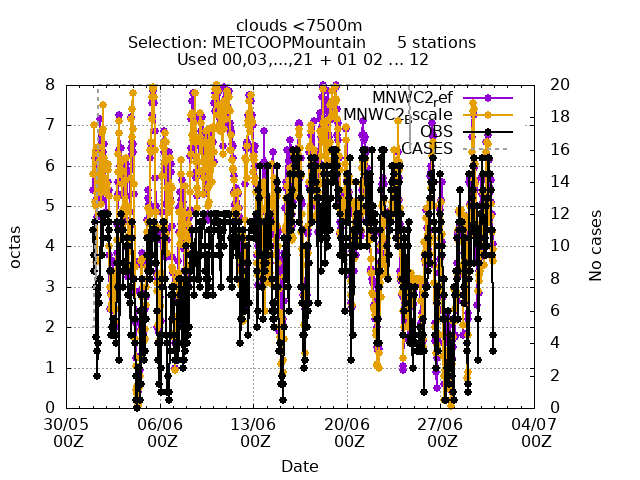 clouds <7500m
Selection: METCOOPMountain 5 stations
Used 00,03,...,21 + 01 02 ... 12
octas
No cases
8
7
6
5
4
3
2
1
0
20
18
16
14
12
10
8
6
4
2
0
MNWC2_ref
MNWC2_rscale
OBS
CASES
30/05 06/06 13/06 20/06 27/06 04/07
00Z 00Z 00Z 00Z 00Z 00Z
Date